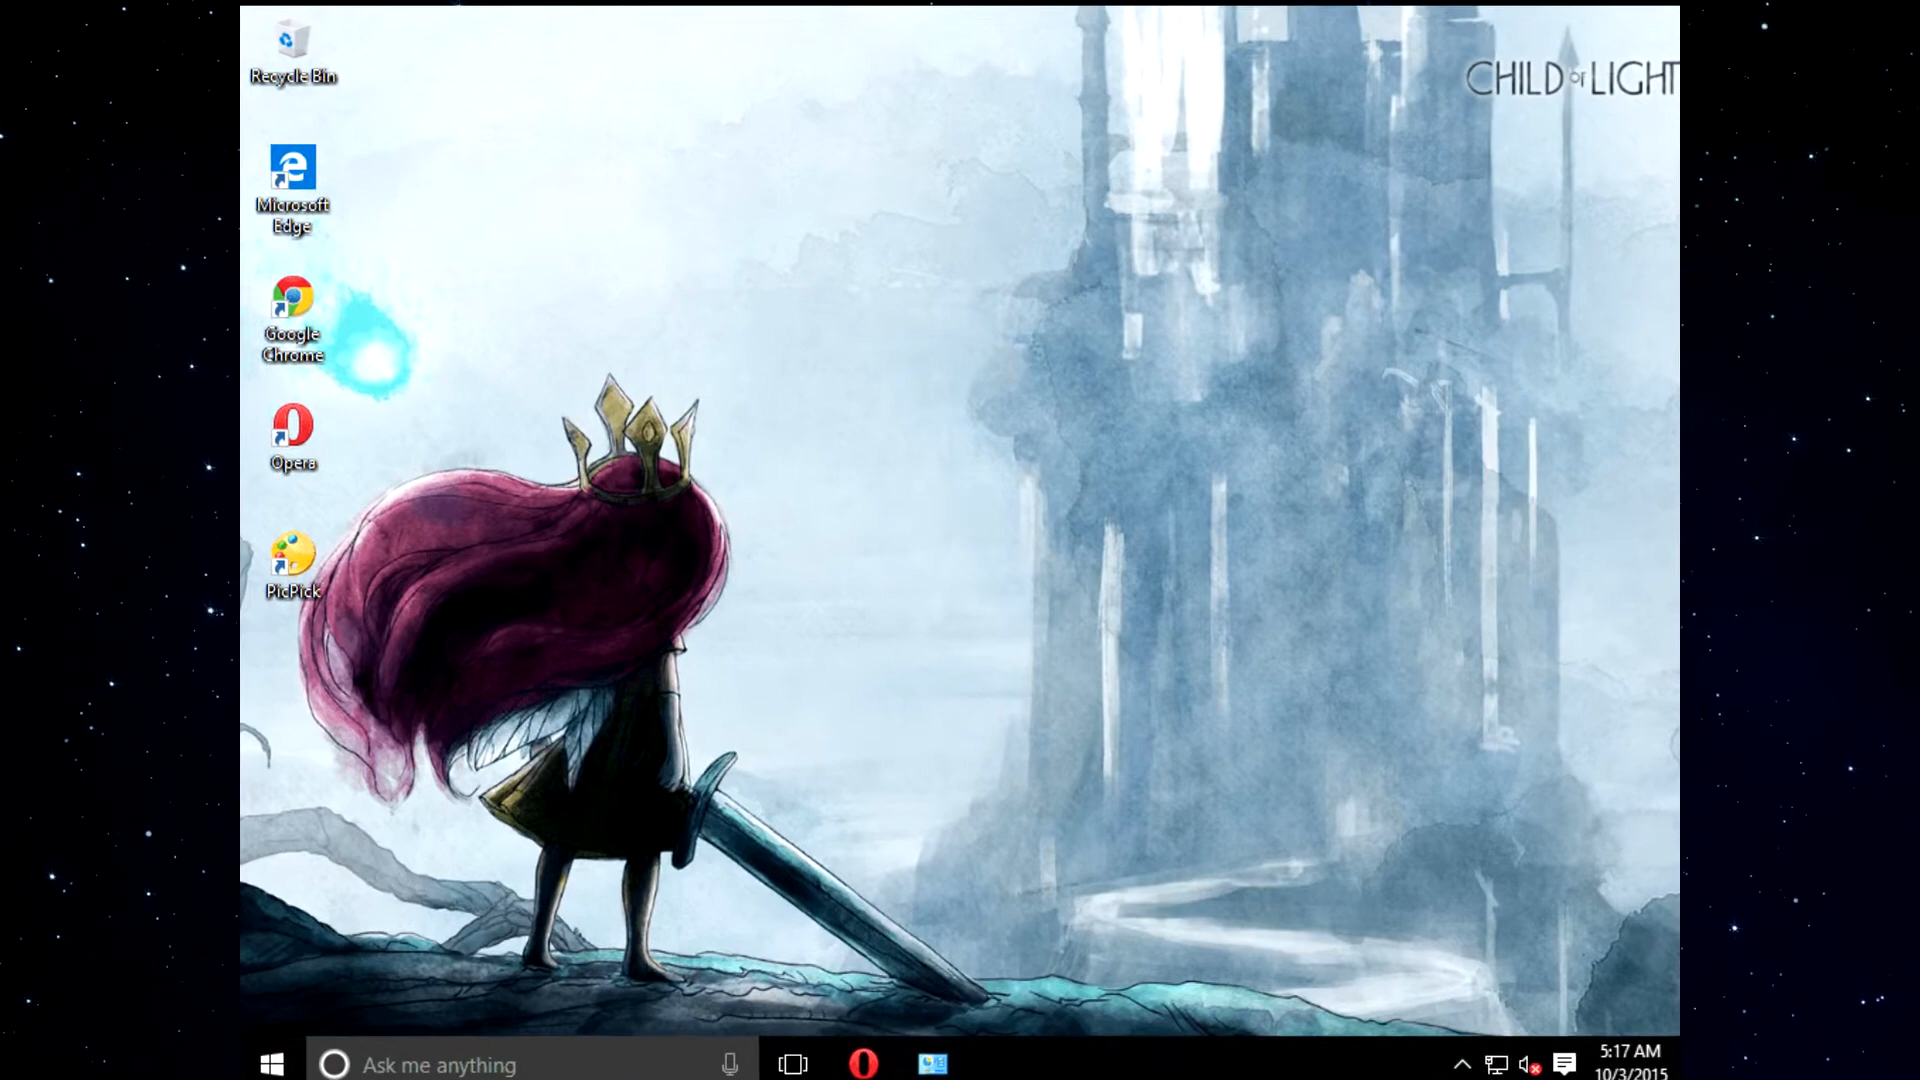 Recycle Bin
CHILD OF LIGHT
Microsoft
Edge
Google
Chrome
Opera
PicPick
Ask me anything
5:17 AM
10/3/2015